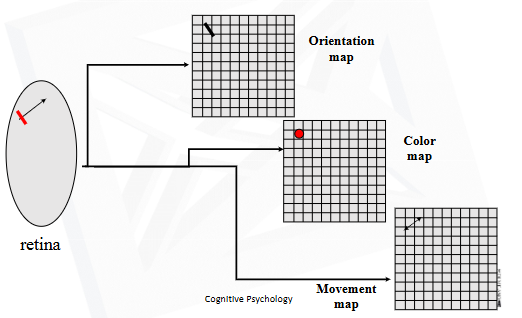 Orientation
map
Color
map
retina
Cognitive Psychology
Movement
map